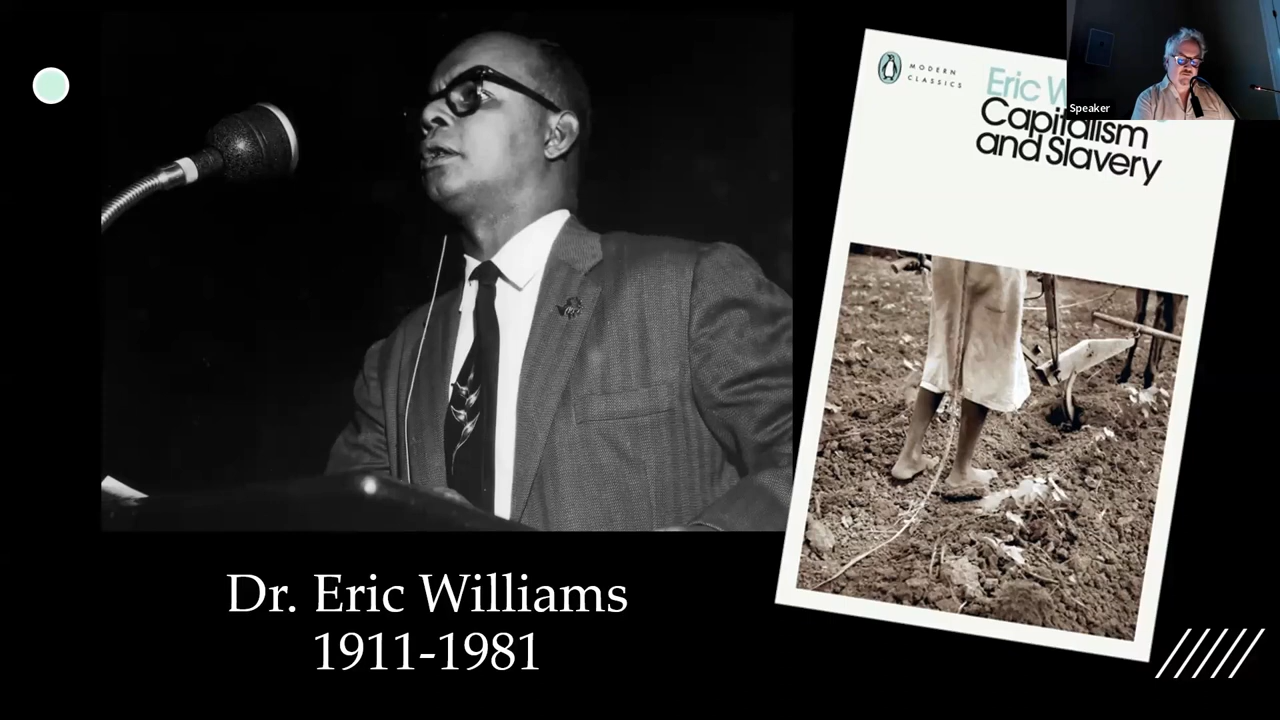 MODERN
CLASSICS
Eric W
Capitalism
and Slavery
Speaker
Dr. Eric Williams
1911-1981